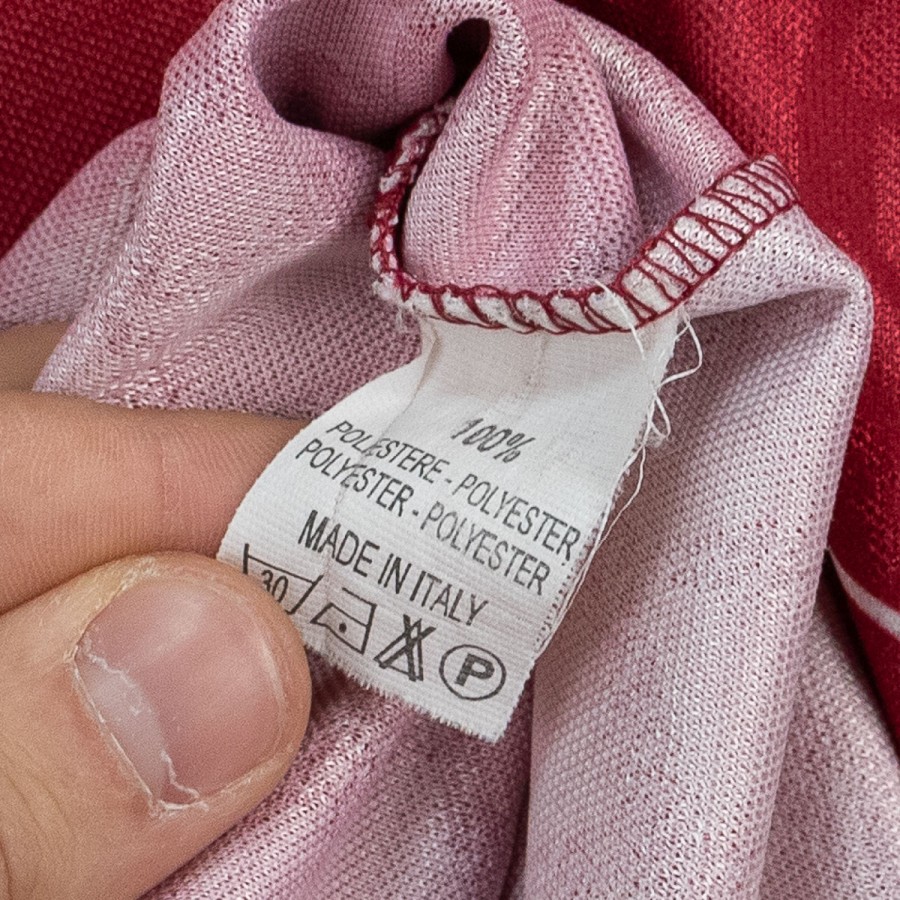 100%
POLIESTERE - POLYESTER
POLYESTER - POLYESTER
MADE IN ITALY
30 P